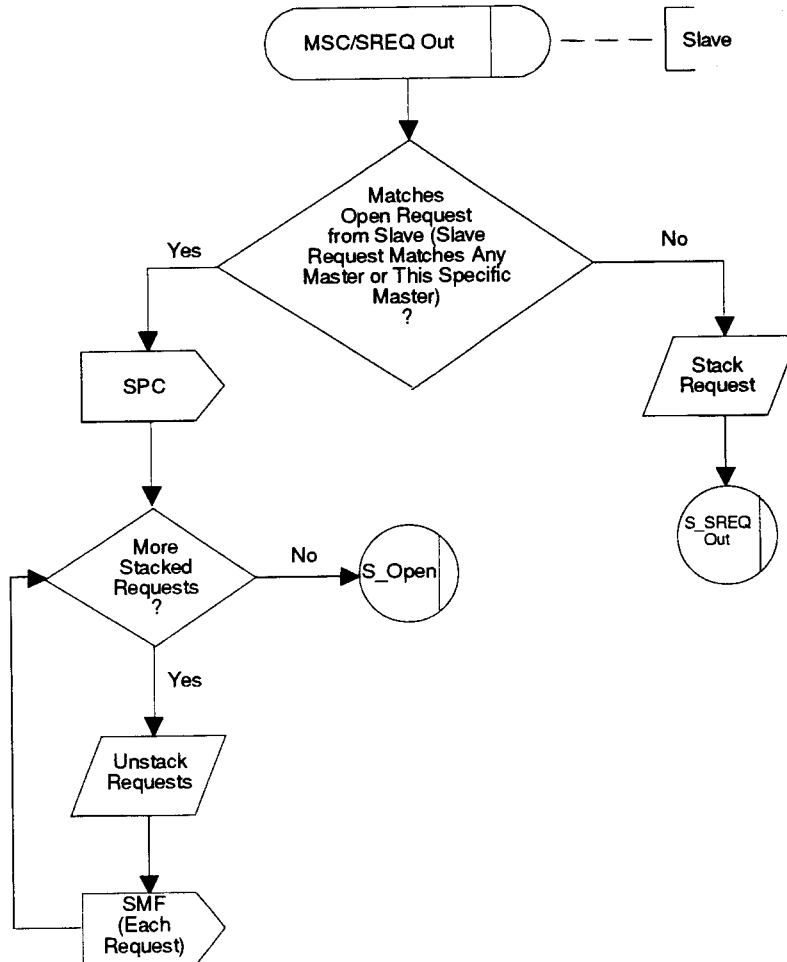 MSC/SREQ Out
Slave
Matches
Open Request
from Slave (Slave
Request Matches Any
Master or This Specific
Master)
?
Yes
No
SPC
Stack
Request
S_SREQ
Out
More
Stacked
Requests
?
No
S_Open
Yes
Unstack
Requests
SMF
(Each
Request)